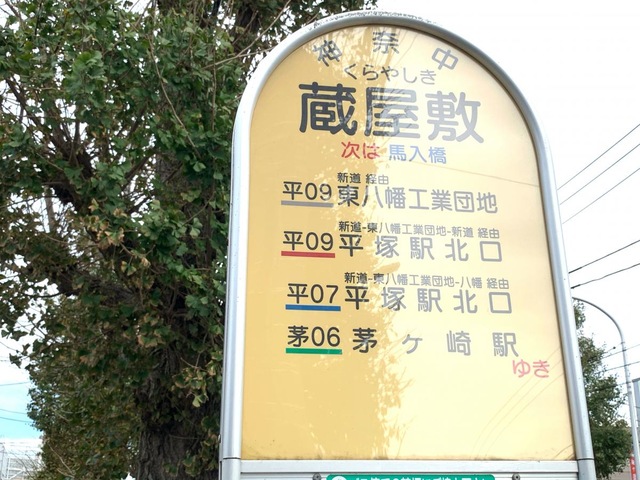 神奈中
くらやしき
蔵屋敷
次は 馬入橋
新道 経由
平09 東八幡工業団地
新道-東八幡工業団地-新道 経由
平09 平塚駅北口
新道-東八幡工業団地-八幡 経由
平07 平塚駅北口
茅06 茅ヶ崎駅
ゆき